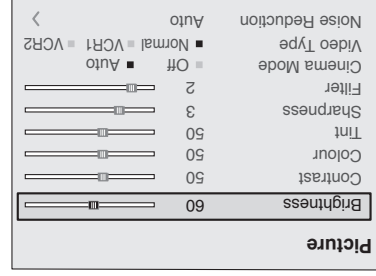 Picture
Brightness 60
Contrast 50
Colour 50
Tint 50
Sharpness 3
Filter 2
Cinema Mode Off Auto
Video Type Normal VCR1 VCR2
Noise Reduction Auto